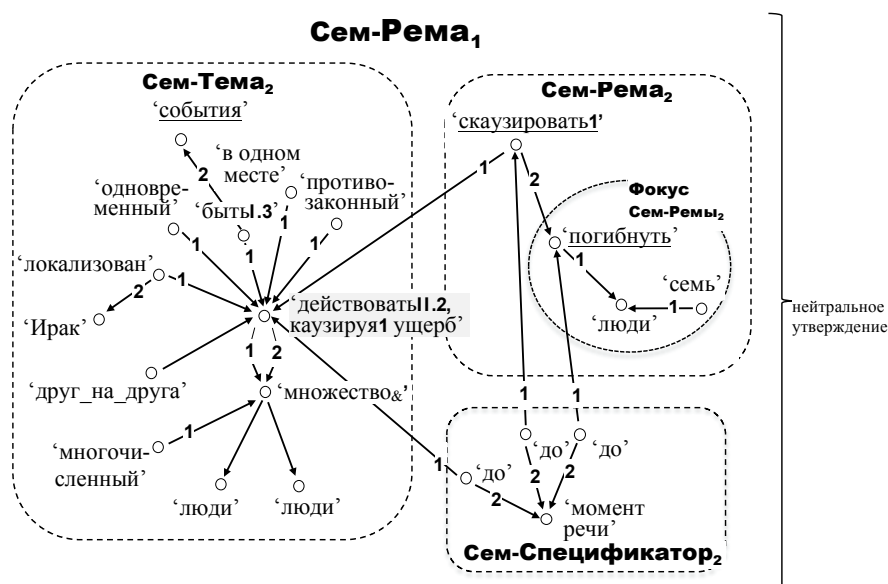 Сем-Рема₁
Сем-Тема₂
‘события’
2
‘в одном
месте’
‘одновре-
менный’
‘бытьI.3’
‘противо-
законный’
1
1
1
1
‘локализован’
2
1
‘Ирак’
‘действоватьII.2,
каузируя1 ущерб’
‘друг_на_друга’
1
2
‘множество&’
‘многочи-
сленный’
1
‘люди’
‘люди’
Сем-Рема₂
‘скаузировать1’
1
2
Фокус
Сем-Ремы₂
‘погибнуть’
1
‘семь’
1
‘люди’
1
1
1
‘до’
‘до’
‘до’
2
2
2
‘момент
речи’
Сем-Спецификатор₂
нейтральное
утверждение